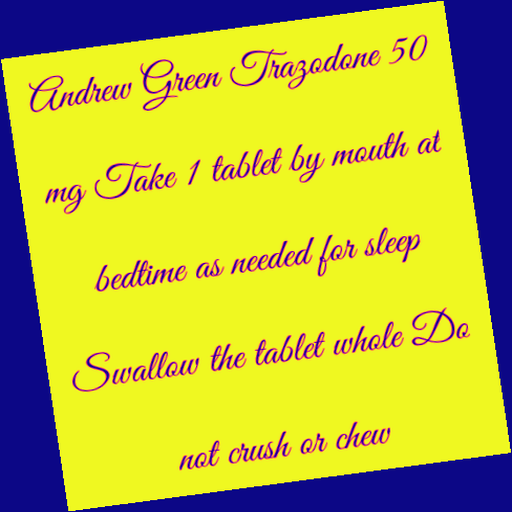 Andrew Green Trazodone 50
mg Take 1 tablet by mouth at
bedtime as needed for sleep
Swallow the tablet whole Do
not crush or chew